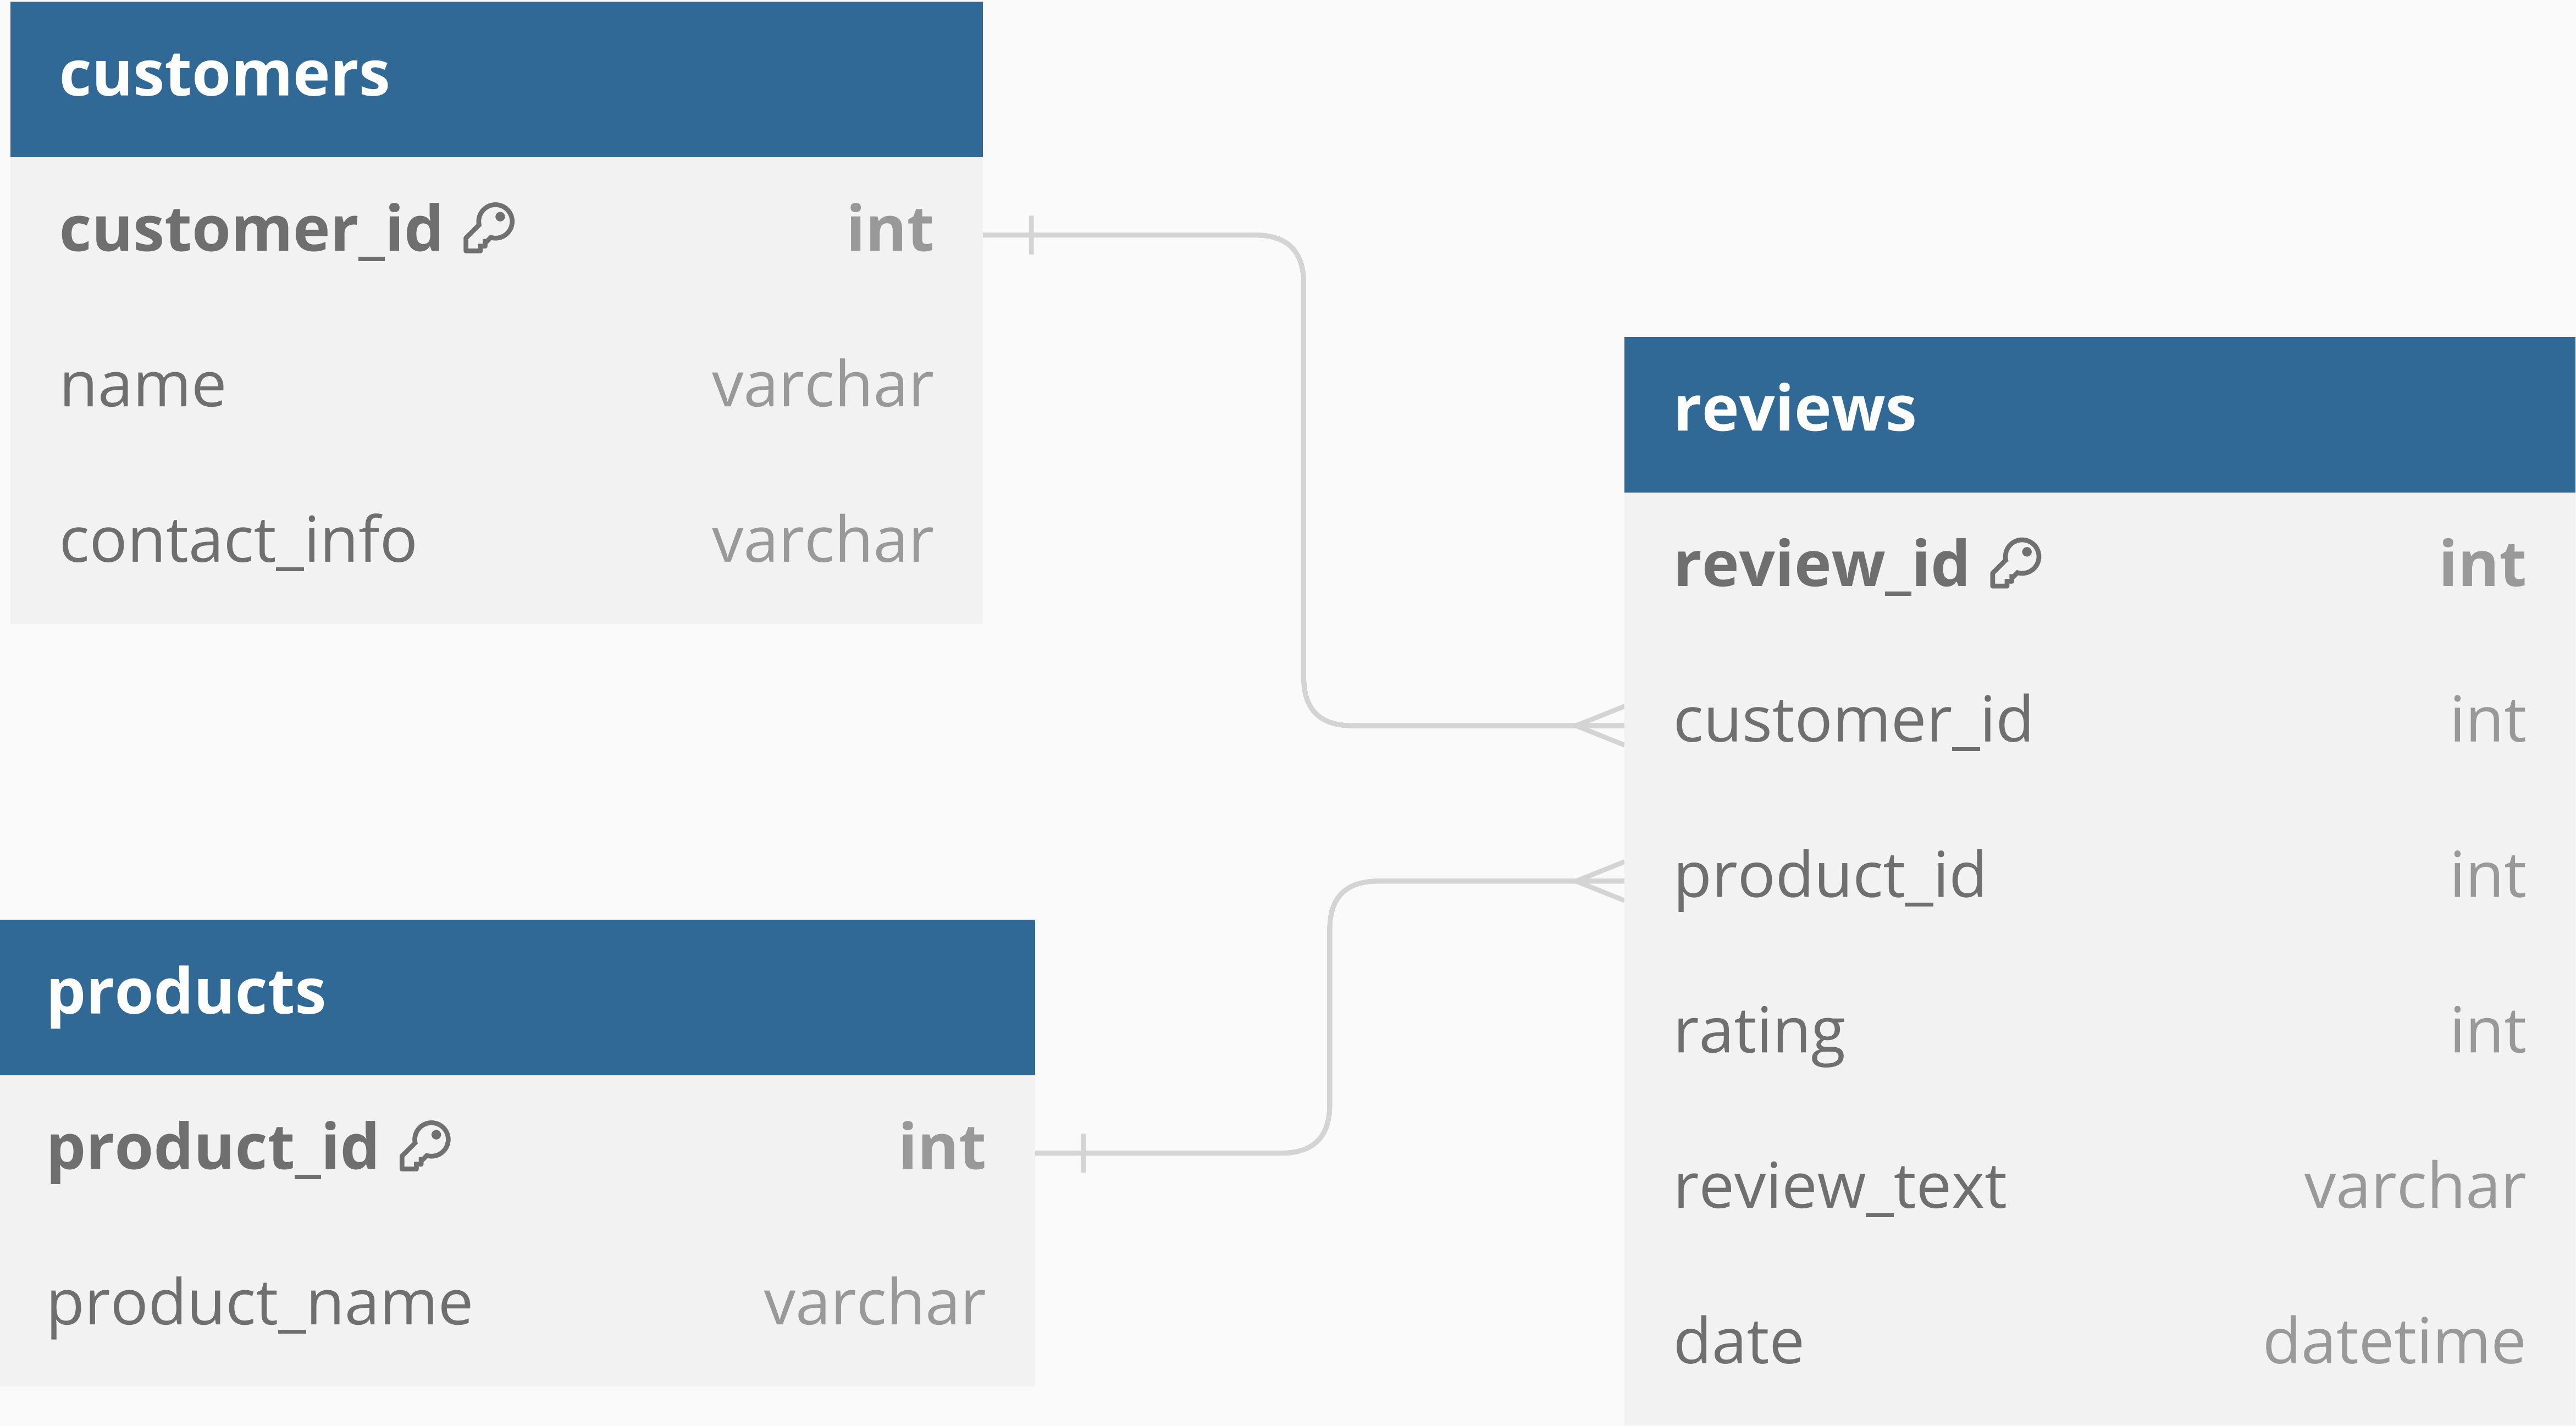 customers
customer_id int
name varchar
contact_info varchar
reviews
review_id int
customer_id int
product_id int
rating int
review_text varchar
date datetime
products
product_id int
product_name varchar